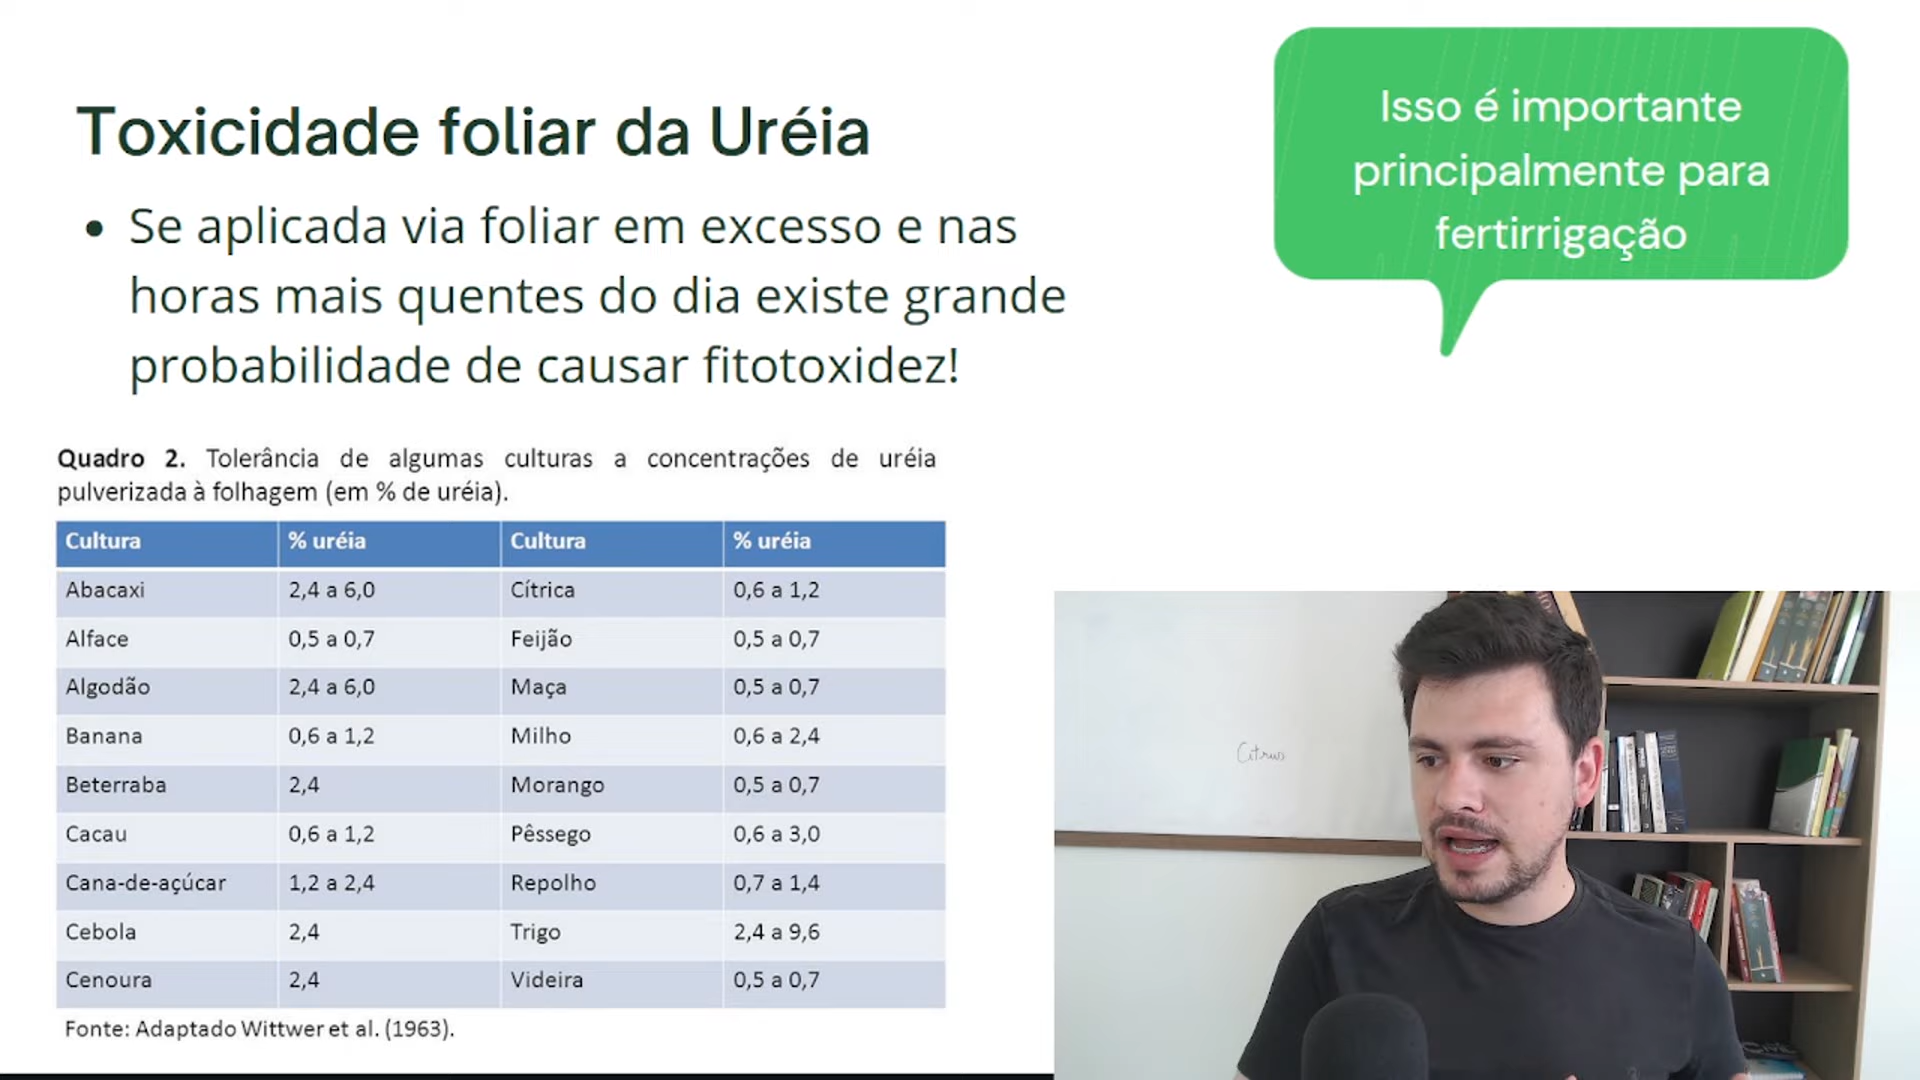 Toxicidade foliar da Uréia
• Se aplicada via foliar em excesso e nas
horas mais quentes do dia existe grande
probabilidade de causar fitotoxidez!
Isso é importante
principalmente para
fertirrigação
Quadro 2. Tolerância de algumas culturas a concentrações de uréia
pulverizada à folhagem (em % de uréia).
Cultura % uréia Cultura % uréia
Abacaxi 2,4 a 6,0 Cítrica 0,6 a 1,2
Alface 0,5 a 0,7 Feijão 0,5 a 0,7
Algodão 2,4 a 6,0 Maça 0,5 a 0,7
Banana 0,6 a 1,2 Milho 0,6 a 2,4
Beterraba 2,4 Morango 0,5 a 0,7
Cacau 0,6 a 1,2 Pêssego 0,6 a 3,0
Cana-de-açúcar 1,2 a 2,4 Repolho 0,7 a 1,4
Cebola 2,4 Trigo 2,4 a 9,6
Cenoura 2,4 Videira 0,5 a 0,7
Fonte: Adaptado Wittwer et al. (1963).
Citrus